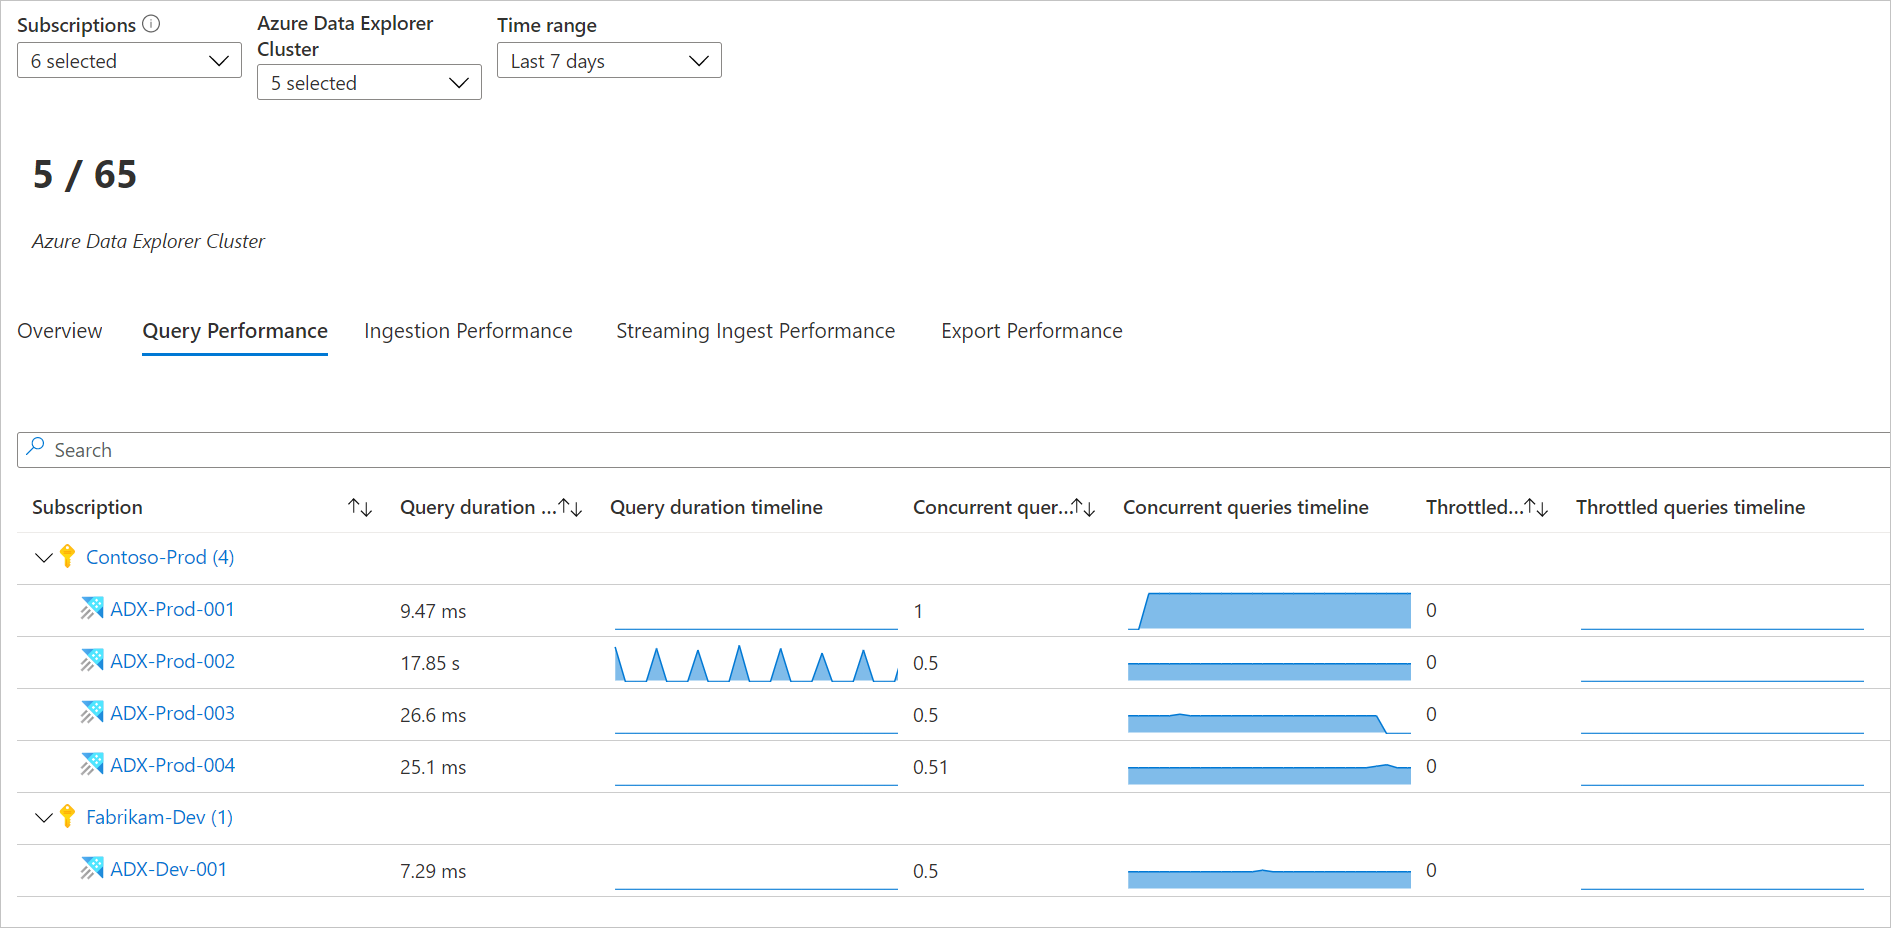 Subscriptions
6 selected
Azure Data Explorer
Cluster
5 selected
Time range
Last 7 days
5 / 65
Azure Data Explorer Cluster
Overview Query Performance Ingestion Performance Streaming Ingest Performance Export Performance
Search
Subscription Query duration ... Query duration timeline Concurrent quer... Concurrent queries timeline Throttled... Throttled queries timeline
Contoso-Prod (4)
ADX-Prod-001 9.47 ms 1 0
ADX-Prod-002 17.85 s 0.5 0
ADX-Prod-003 26.6 ms 0.5 0
ADX-Prod-004 25.1 ms 0.51 0
Fabrikam-Dev (1)
ADX-Dev-001 7.29 ms 0.5 0